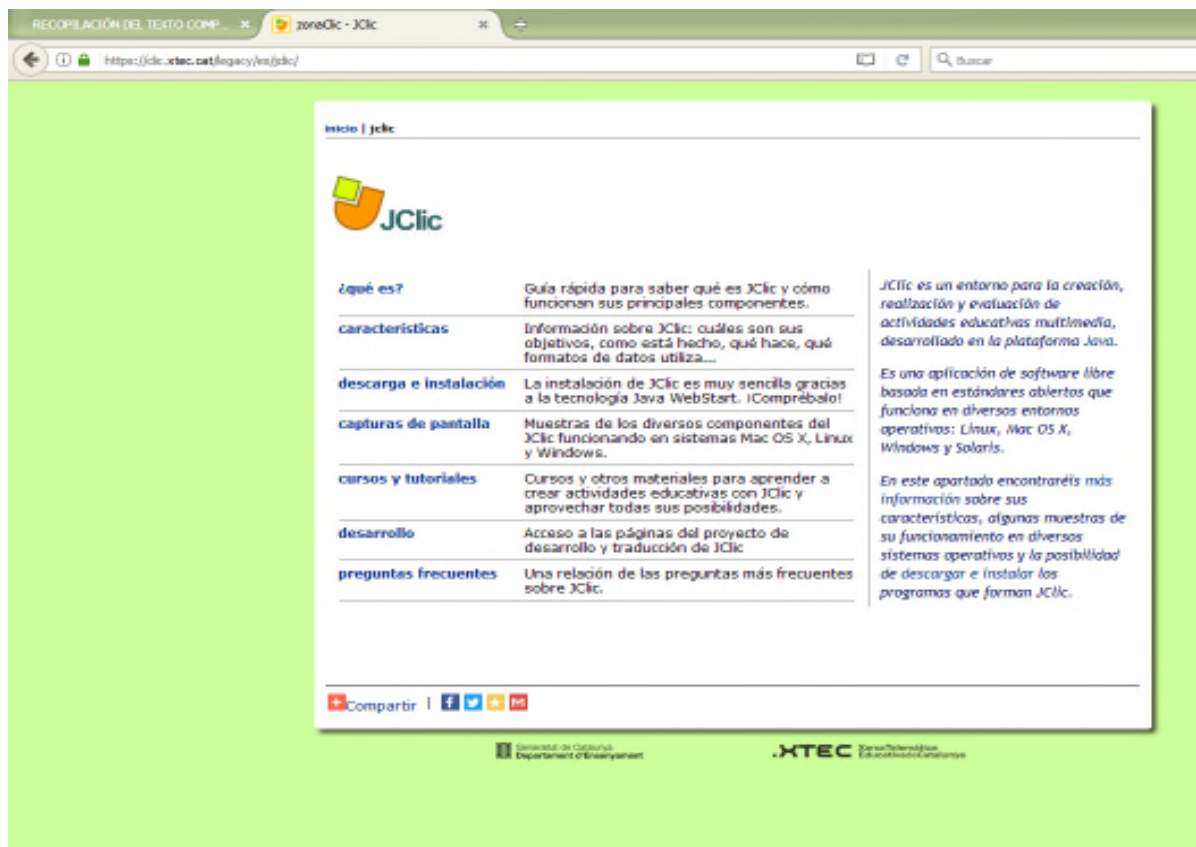 RECOPILACIÓN DEL TEXTO COMP...
zonaClic - JClic
https://clic.xtec.cat/legacy/es/jclic/
Buscar
inicio | jclic
JClic
¿qué es?
Guía rápida para saber qué es JClic y cómo
funcionan sus principales componentes.
características
Información sobre JClic: cuáles son sus
objetivos, como está hecho, qué hace, qué
formatos de datos utiliza...
descarga e instalación
La instalación de JClic es muy sencilla gracias
a la tecnología Java WebStart. ¡Compruébalo!
capturas de pantalla
Muestras de los diversos componentes del
JClic funcionando en sistemas Mac OS X, Linux
y Windows.
cursos y tutoriales
Cursos y otros materiales para aprender a
crear actividades educativas con JClic y
aprovechar todas sus posibilidades.
desarrollo
Acceso a las páginas del proyecto de
desarrollo y traducción de JClic
preguntas frecuentes
Una relación de las preguntas más frecuentes
sobre JClic.
JClic es un entorno para la creación,
realización y evaluación de
actividades educativas multimedia,
desarrollado en la plataforma Java.
Es una aplicación de software libre
basada en estándares abiertos que
funciona en diversos entornos
operativos: Linux, Mac OS X,
Windows y Solaris.
En este apartado encontraréis más
información sobre sus
características, algunas muestras de
su funcionamiento en diversos
sistemas operativos y la posibilidad
de descargar e instalar los
programas que forman JClic.
Compartir |
Generalitat de Catalunya
Departament d'Ensenyament
XTEC
Xarxa Telemàtica
Educativa de Catalunya